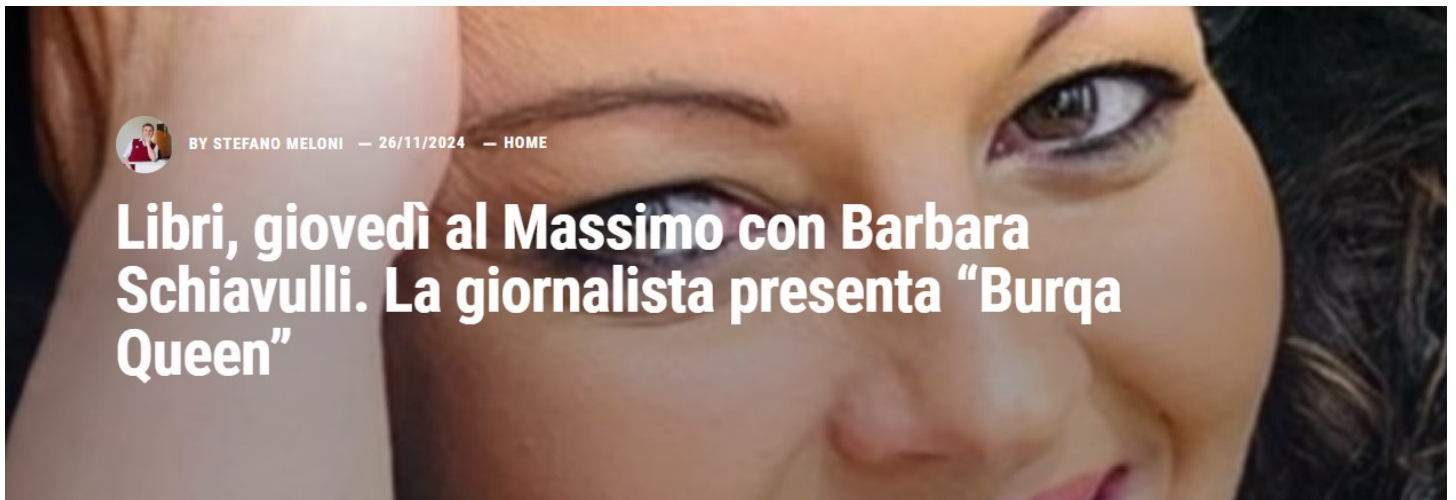 BY STEFANO MELONI — 26/11/2024 — HOME
Libri, giovedì al Massimo con Barbara
Schiavulli. La giornalista presenta “Burqa
Queen”